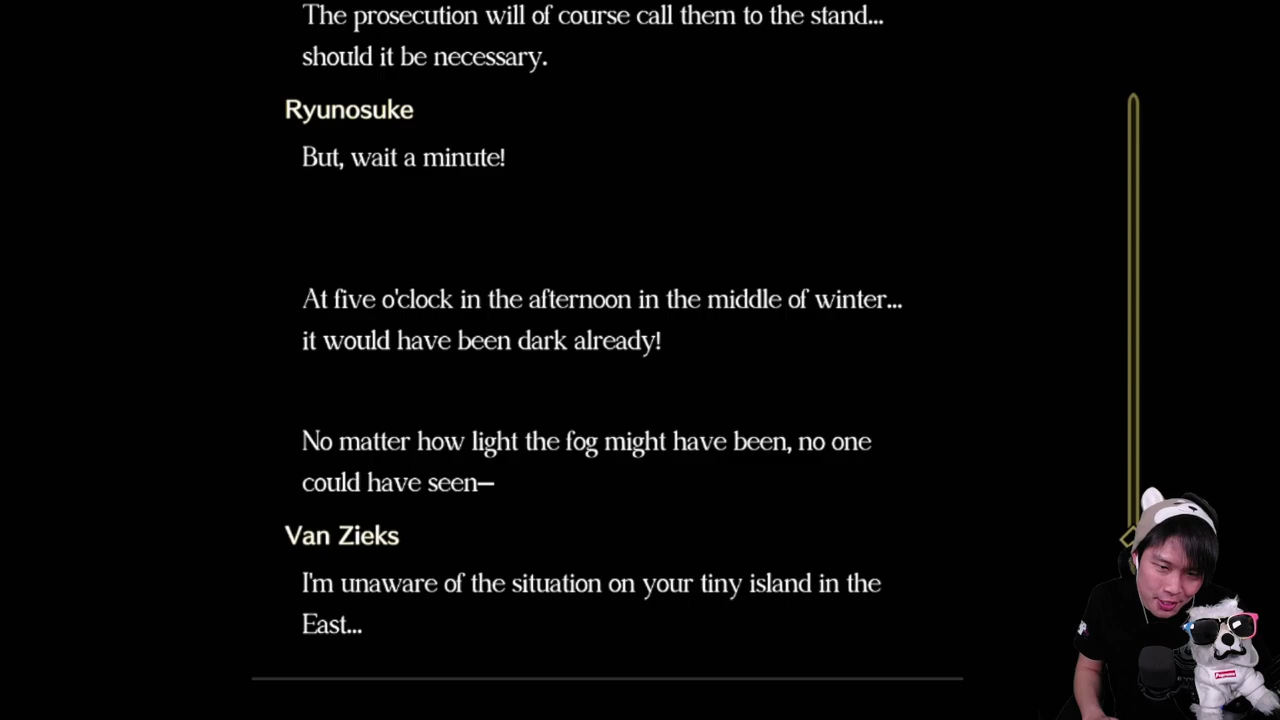 The prosecution will of course call them to the stand...
should it be necessary.
Ryunosuke
But, wait a minute!
At five o'clock in the afternoon in the middle of winter...
it would have been dark already!
No matter how light the fog might have been, no one
could have seen—
Van Zieks
I'm unaware of the situation on your tiny island in the
East...